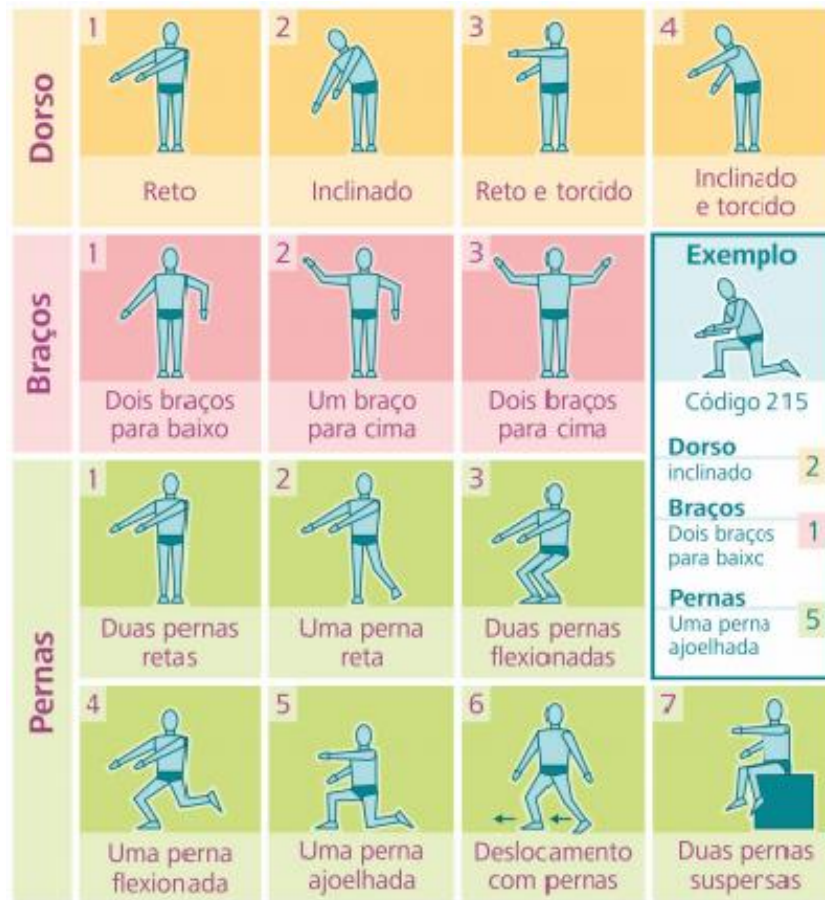 Dorso
1
2
3
4
Reto
Inclinado
Reto e torcido
Inclinado
e torcido
Braços
1
2
3
Dois braços
para baixo
Um braço
para cima
Dois braços
para cima
Exemplo
Código 215
Dorso
inclinado
2
Braços
Dois braços
para baixo
1
Pernas
Uma perna
ajoelhada
5
Pernas
1
2
3
Duas pernas
retas
Uma perna
reta
Duas pernas
flexionadas
4
5
6
7
Uma perna
flexionada
Uma perna
ajoelhada
Deslocamento
com pernas
Duas pernas
suspersas